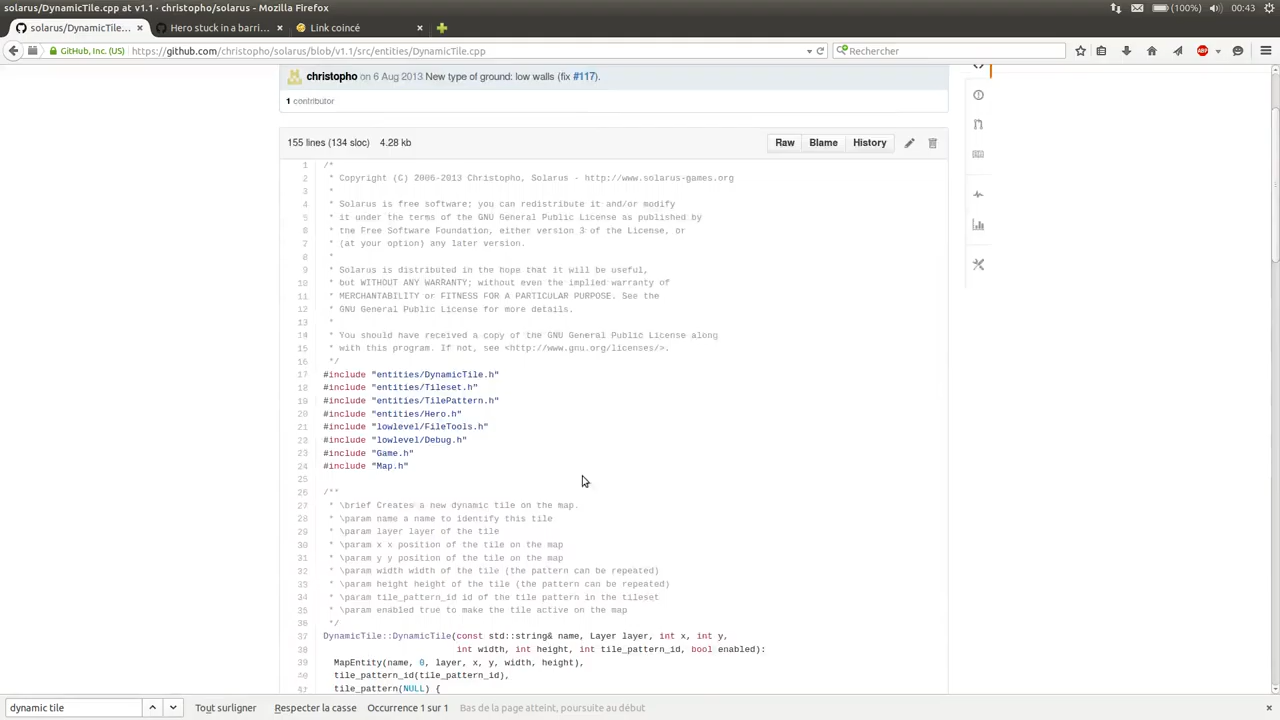 solarus/DynamicTile.cpp at v1.1 · christopho/solarus - Mozilla Firefox
(100%) 00:43
solarus/DynamicTile... × Hero stuck in a barri... × Link coincé ×
GitHub, Inc. (US) https://github.com/christopho/solarus/blob/v1.1/src/entities/DynamicTile.cpp Rechercher ABP
christopho on 6 Aug 2013 New type of ground: low walls (fix #117).
1 contributor
155 lines (134 sloc) 4.28 kb Raw Blame History
1 /*
2 * Copyright (C) 2006-2013 Christopho, Solarus - http://www.solarus-games.org
3 *
4 * Solarus is free software; you can redistribute it and/or modify
5 * it under the terms of the GNU General Public License as published by
6 * the Free Software Foundation, either version 3 of the License, or
7 * (at your option) any later version.
8 *
9 * Solarus is distributed in the hope that it will be useful,
10 * but WITHOUT ANY WARRANTY; without even the implied warranty of
11 * MERCHANTABILITY or FITNESS FOR A PARTICULAR PURPOSE. See the
12 * GNU General Public License for more details.
13 *
14 * You should have received a copy of the GNU General Public License along
15 * with this program. If not, see <http://www.gnu.org/licenses/>.
16 */
17 #include "entities/DynamicTile.h"
18 #include "entities/Tileset.h"
19 #include "entities/TilePattern.h"
20 #include "entities/Hero.h"
21 #include "lowlevel/FileTools.h"
22 #include "lowlevel/Debug.h"
23 #include "Game.h"
24 #include "Map.h"
25
26 /**
27 * \brief Creates a new dynamic tile on the map.
28 * \param name a name to identify this tile
29 * \param layer layer of the tile
30 * \param x x position of the tile on the map
31 * \param y y position of the tile on the map
32 * \param width width of the tile (the pattern can be repeated)
33 * \param height height of the tile (the pattern can be repeated)
34 * \param tile_pattern_id id of the tile pattern in the tileset
35 * \param enabled true to make the tile active on the map
36 */
37 DynamicTile::DynamicTile(const std::string& name, Layer layer, int x, int y,
38 int width, int height, int tile_pattern_id, bool enabled):
39 MapEntity(name, 0, layer, x, y, width, height),
40 tile_pattern_id(tile_pattern_id),
41 tile_pattern(NULL) {
dynamic tile Tout surligner Respecter la casse Occurrence 1 sur 1 Bas de la page atteint, poursuite au début ×